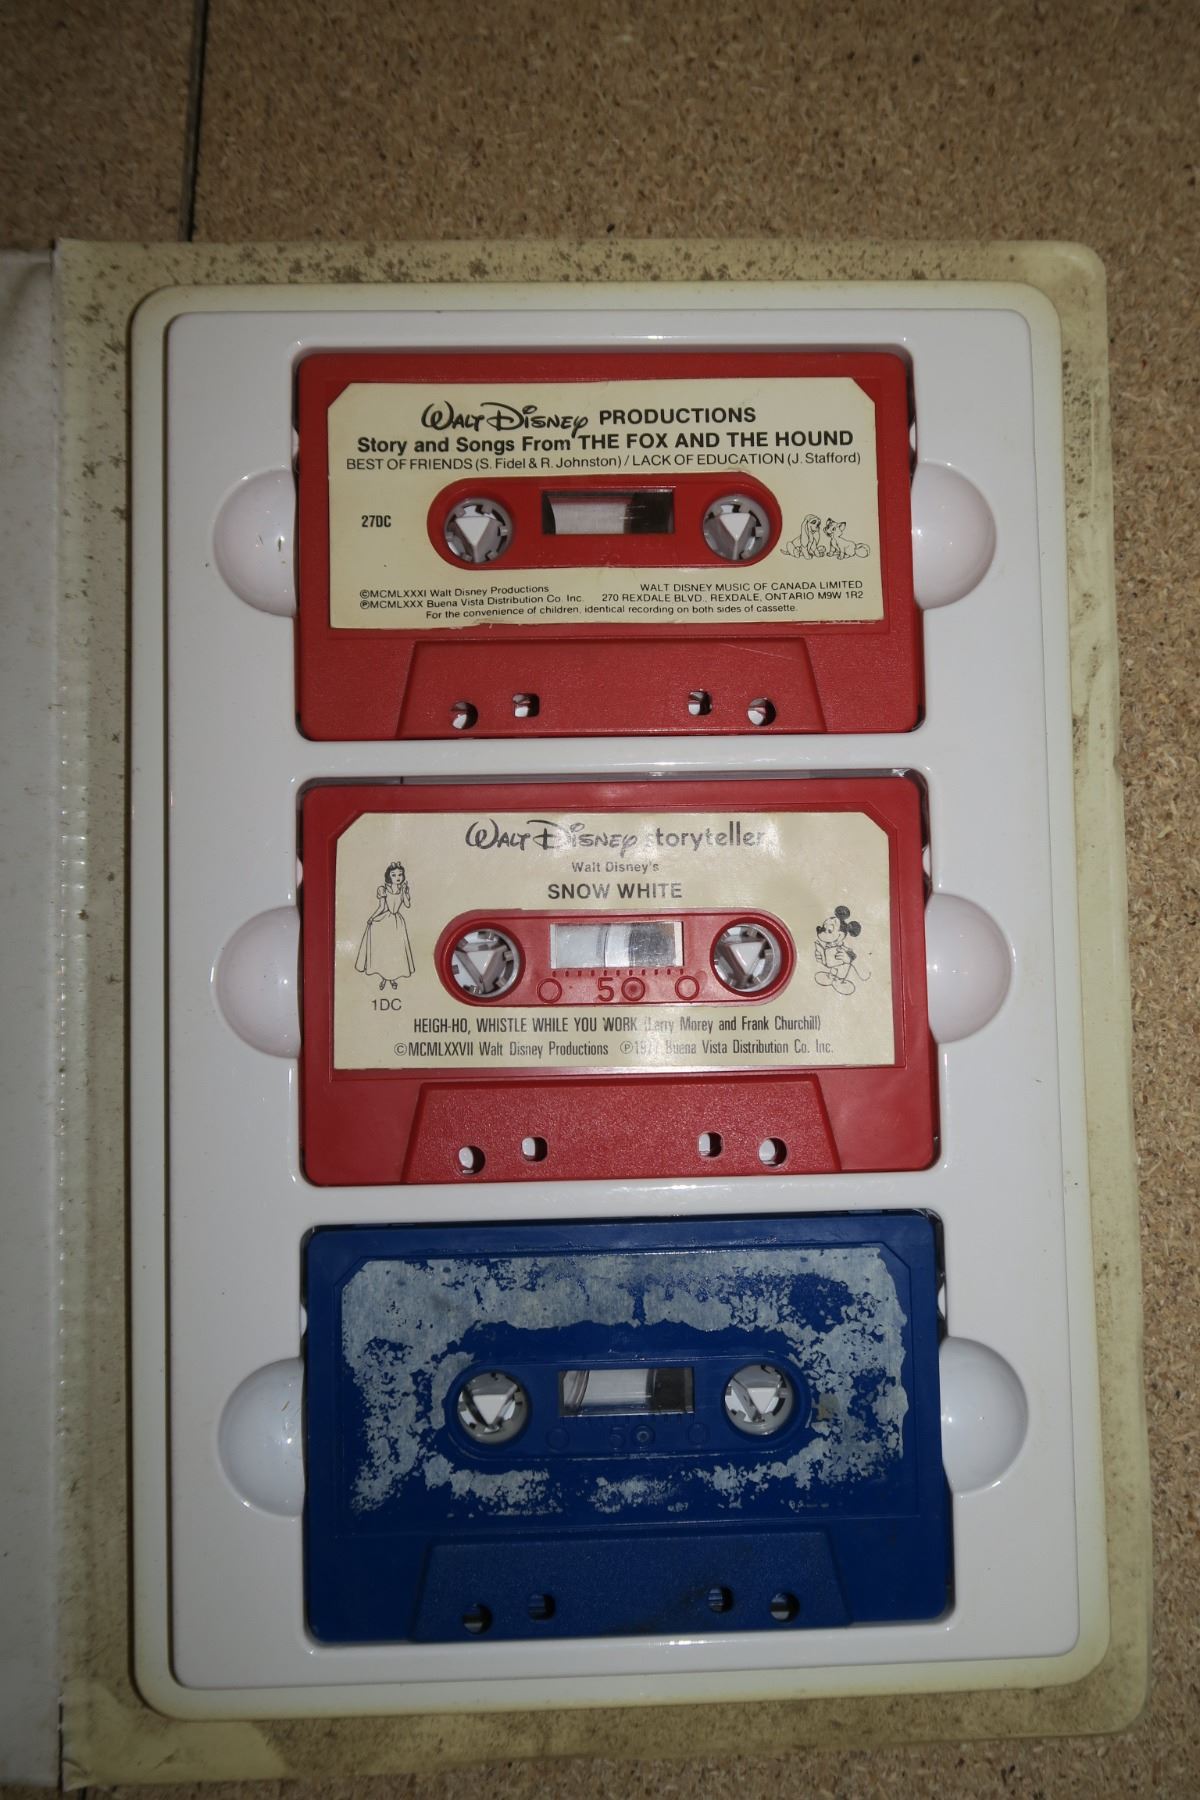 WALT DISNEY PRODUCTIONS
Story and Songs From THE FOX AND THE HOUND
BEST OF FRIENDS (S. Fidel & R. Johnston) / LACK OF EDUCATION (J. Stafford)
27DC
©MCMLXXXI Walt Disney Productions
℗MCMLXXX Buena Vista Distribution Co. Inc.
WALT DISNEY MUSIC OF CANADA LIMITED
270 REXDALE BLVD., REXDALE, ONTARIO M9W 1R2
For the convenience of children, identical recording on both sides of cassette.
WALT DISNEY storyteller
Walt Disney's
SNOW WHITE
50
1DC
HEIGH-HO, WHISTLE WHILE YOU WORK (Larry Morey and Frank Churchill)
©MCMLXXVII Walt Disney Productions ℗1977 Buena Vista Distribution Co. Inc.
50